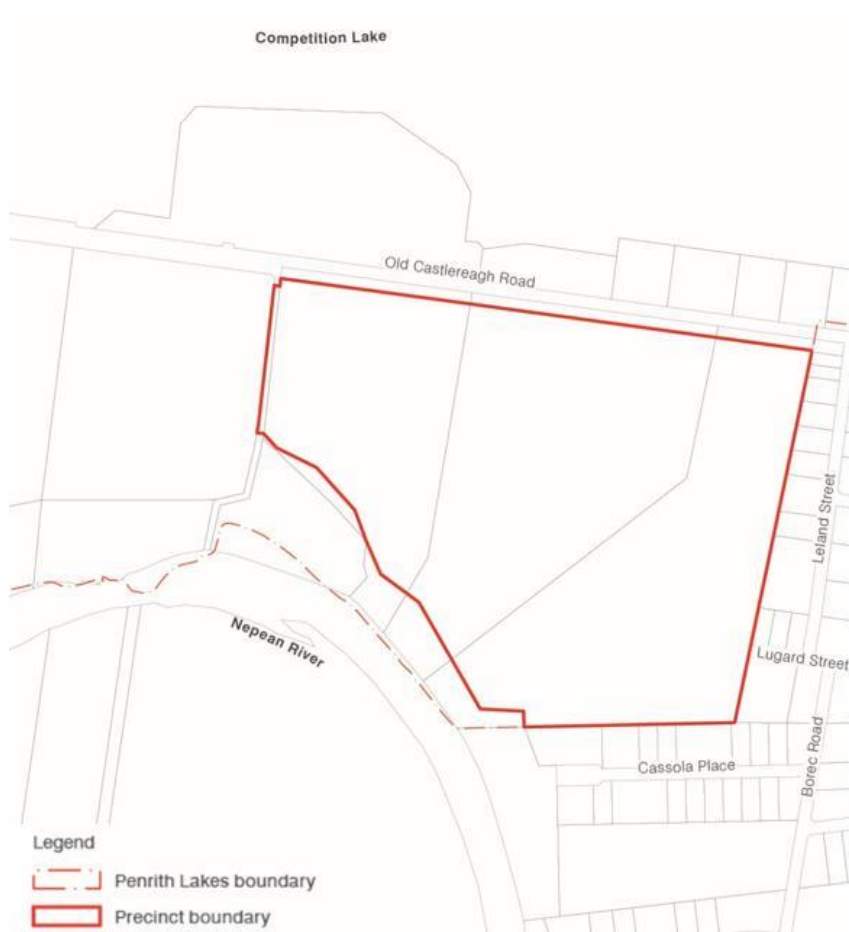 Competition Lake
Old Castlereagh Road
Leland Street
Nepean River
Lugard Street
Borec Road
Cassola Place
Legend
Penrith Lakes boundary
Precinct boundary